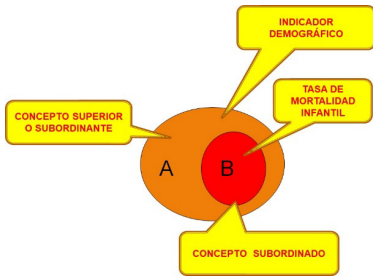 INDICADOR
DEMOGRÁFICO
TASA DE
MORTALIDAD
INFANTIL
CONCEPTO SUPERIOR
O SUBORDINANTE
A
B
CONCEPTO SUBORDINADO